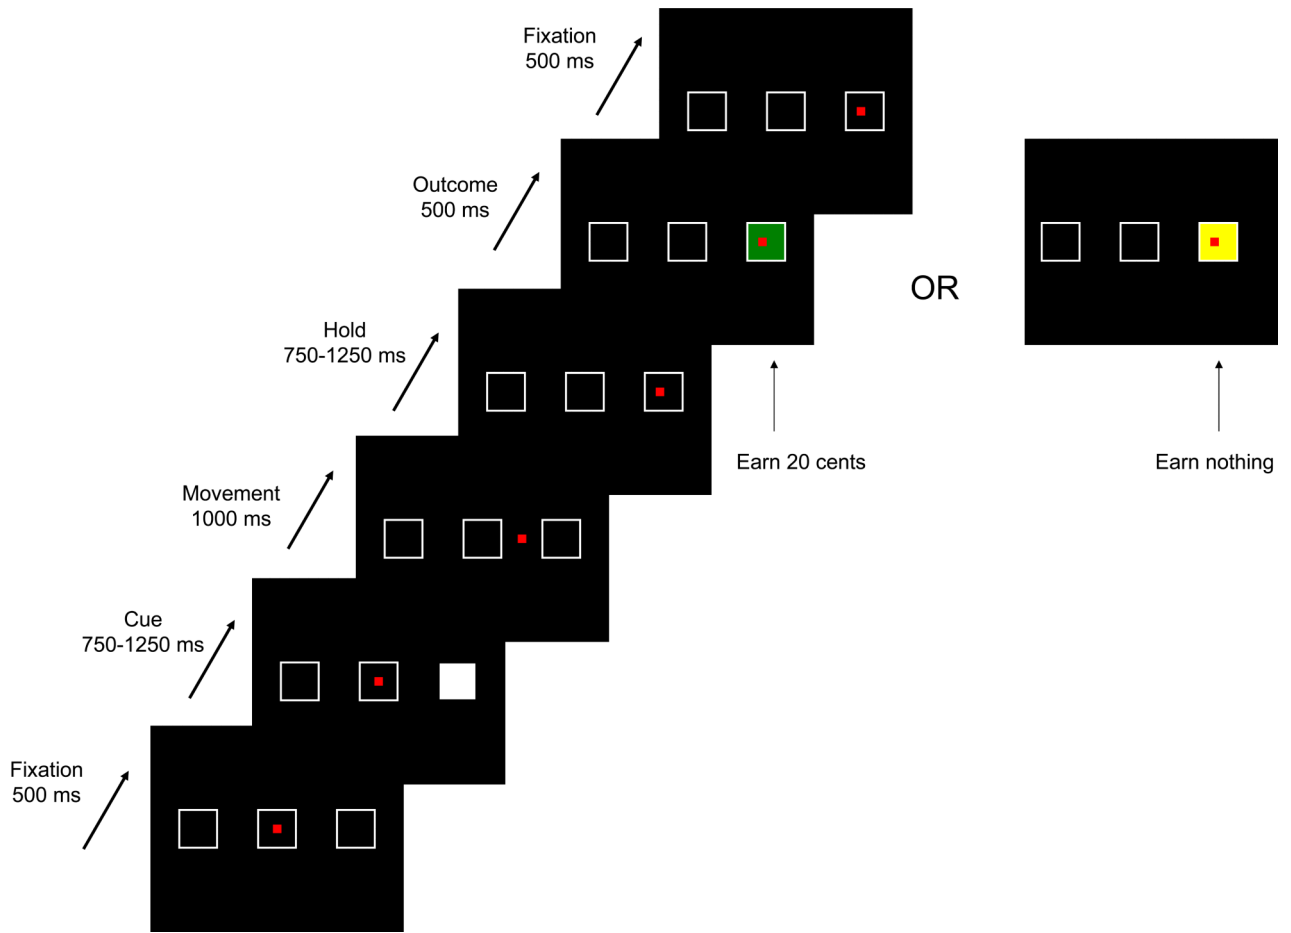 Fixation
500 ms
Outcome
500 ms
OR
Hold
750-1250 ms
Earn 20 cents
Earn nothing
Movement
1000 ms
Cue
750-1250 ms
Fixation
500 ms